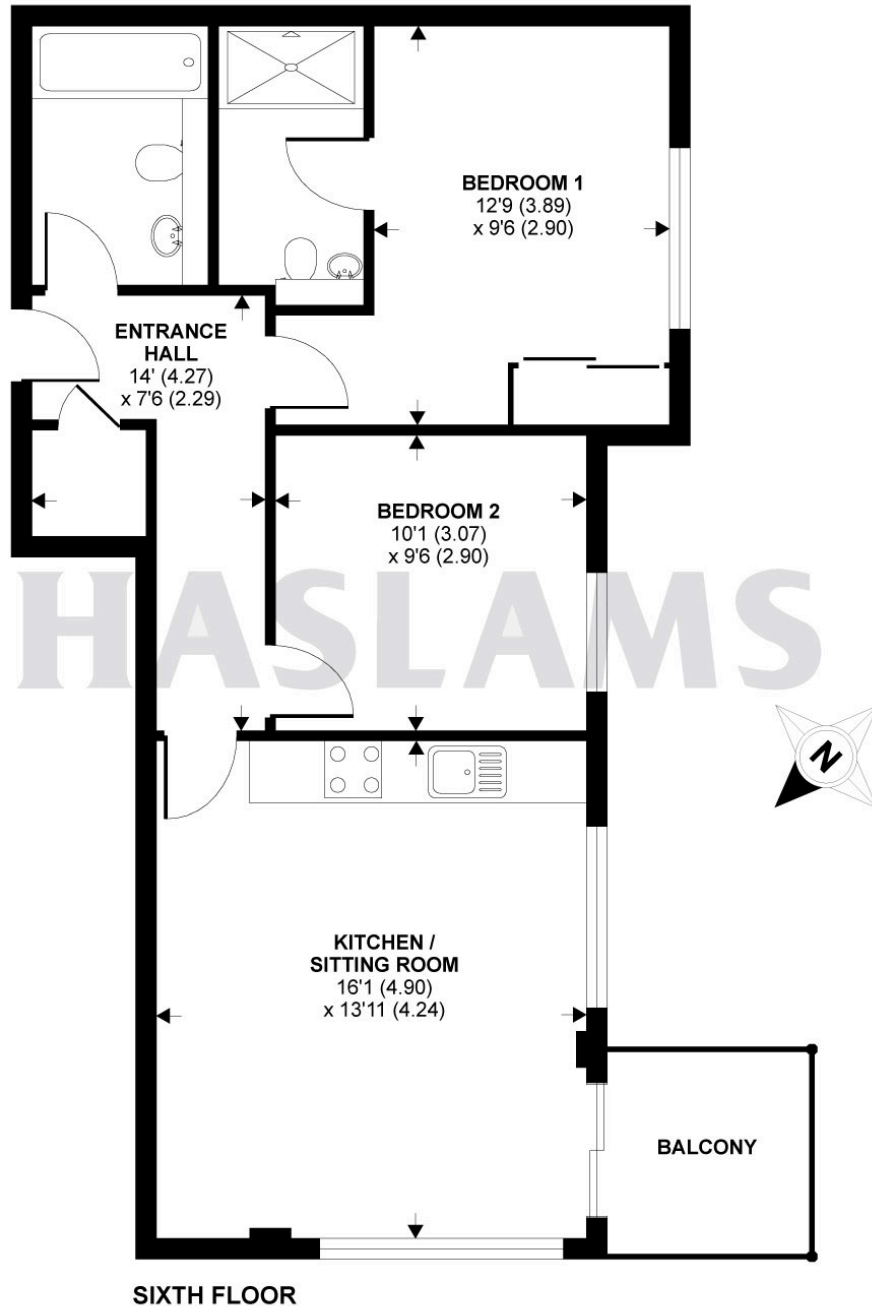 BEDROOM 1
12'9 (3.89)
x 9'6 (2.90)
ENTRANCE
HALL
14' (4.27)
x 7'6 (2.29)
BEDROOM 2
10'1 (3.07)
x 9'6 (2.90)
HASLAMS
N
KITCHEN /
SITTING ROOM
16'1 (4.90)
x 13'11 (4.24)
BALCONY
SIXTH FLOOR